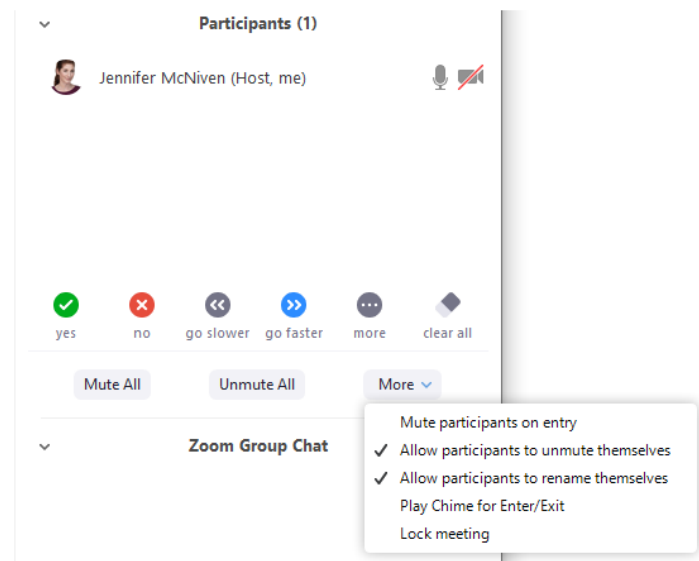 Participants (1)
Jennifer McNiven (Host, me)
yes no go slower go faster more clear all
Mute All Unmute All More
Mute participants on entry
Zoom Group Chat
Allow participants to unmute themselves
Allow participants to rename themselves
Play Chime for Enter/Exit
Lock meeting